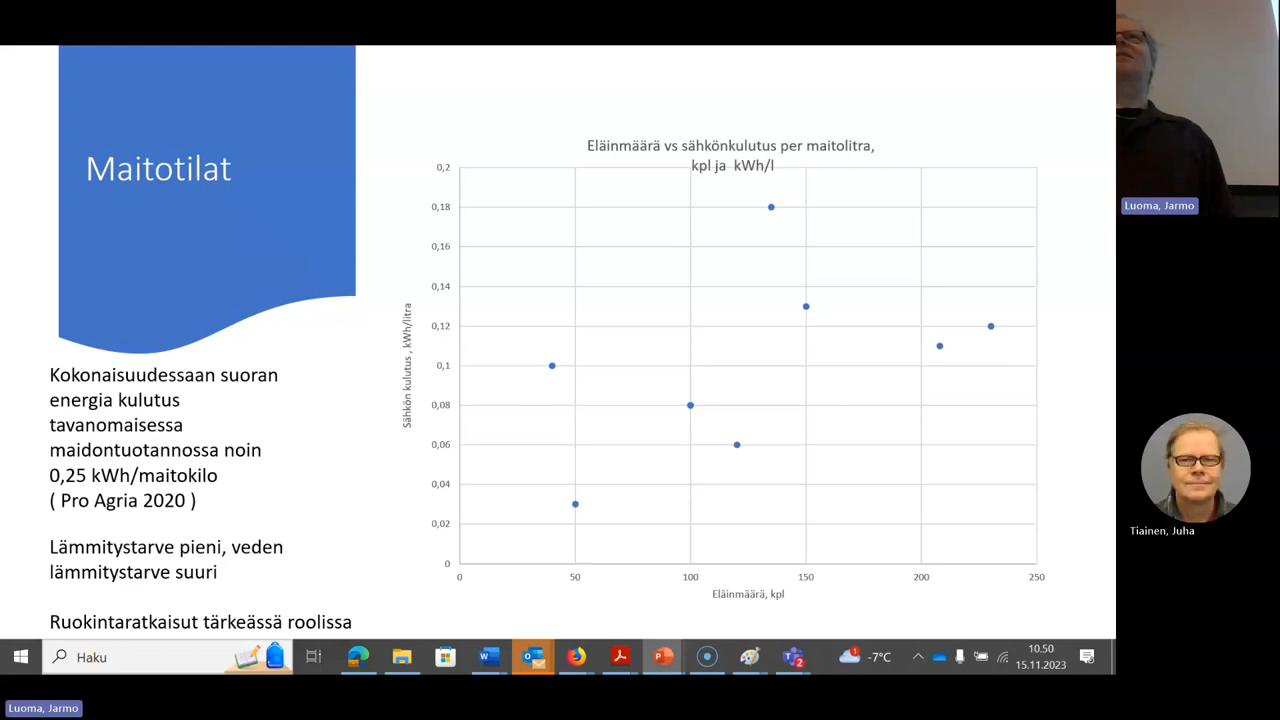 Maitotilat
Kokonaisuudessaan suoran
energia kulutus
tavanomaisessa
maidontuotannossa noin
0,25 kWh/maitokilo
( Pro Agria 2020 )
Lämmitystarve pieni, veden
lämmitystarve suuri
Ruokintaratkaisut tärkeässä roolissa
Eläinmäärä vs sähkönkulutus per maitolitra,
kpl ja kWh/l
0,2
0,18
0,16
0,14
0,12
0,1
0,08
0,06
0,04
0,02
0
Sähkön kulutus , kWh/litra
0
50
100
150
200
250
Eläinmäärä, kpl
Luoma, Jarmo
Tiainen, Juha
Haku
1
2
-7°C
10.50
15.11.2023
Luoma, Jarmo